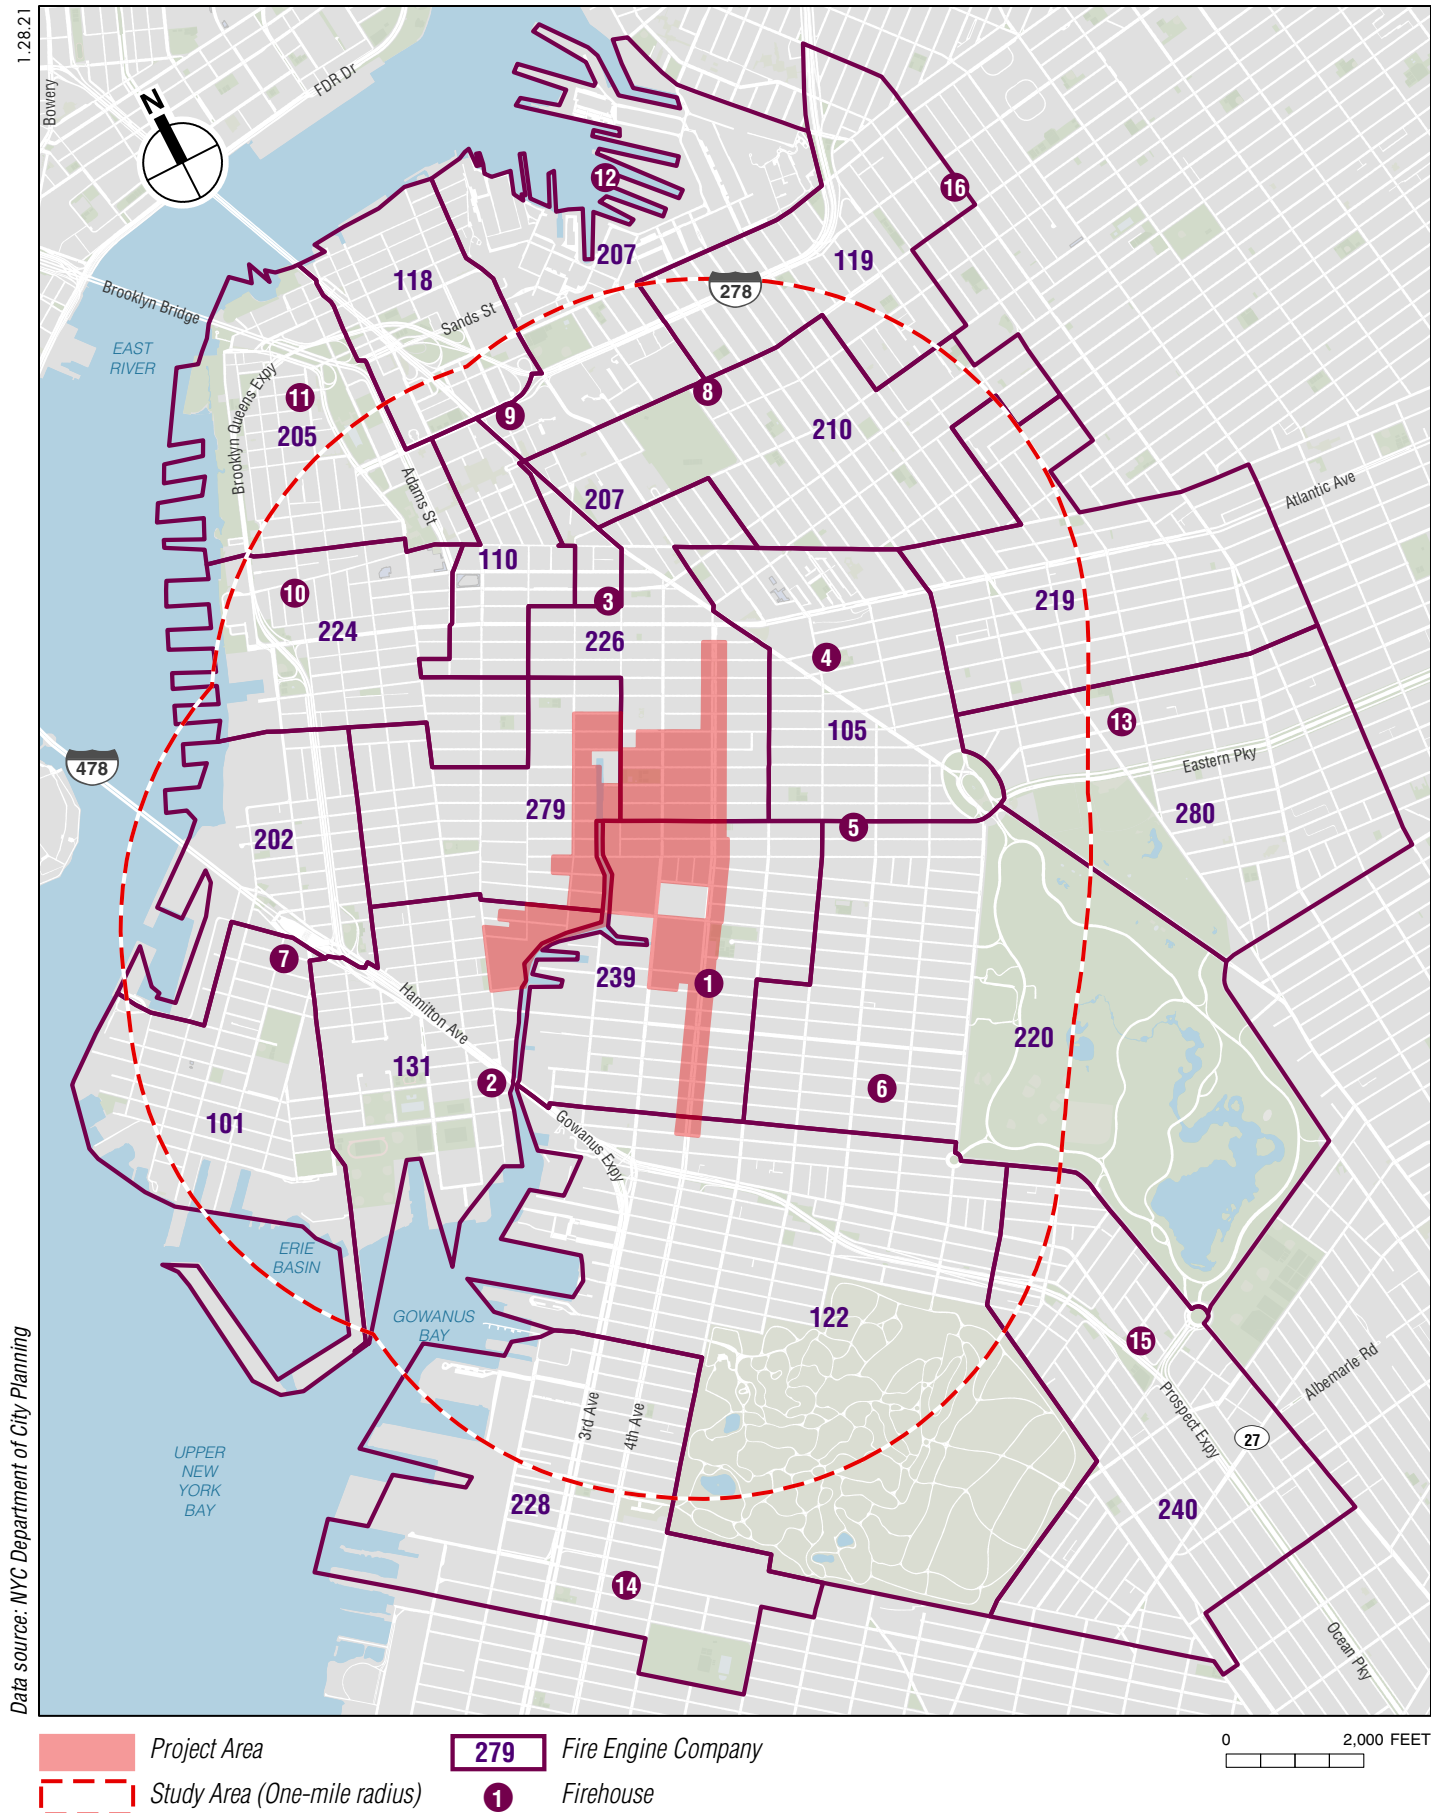 1.28.21
Bowery
FDR Dr
N
12
16
207
119
118
278
Brooklyn Bridge
Sands St
EAST
RIVER
Brooklyn Queens Expy
11
205
9
8
210
Adams St
Atlantic Ave
207
110
10
3
219
224
226
4
13
105
478
Eastern Pky
279
280
202
5
7
239
1
Hamilton Ave
220
131
2
6
101
Gowanus Expy
ERIE
BASIN
GOWANUS
BAY
122
15
Albemarle Rd
3rd Ave
4th Ave
Prospect Expy
27
UPPER
NEW
YORK
BAY
228
240
14
Ocean Pky
Data source: NYC Department of City Planning
Project Area
279
Fire Engine Company
0
2,000 FEET
Study Area (One-mile radius)
1
Firehouse